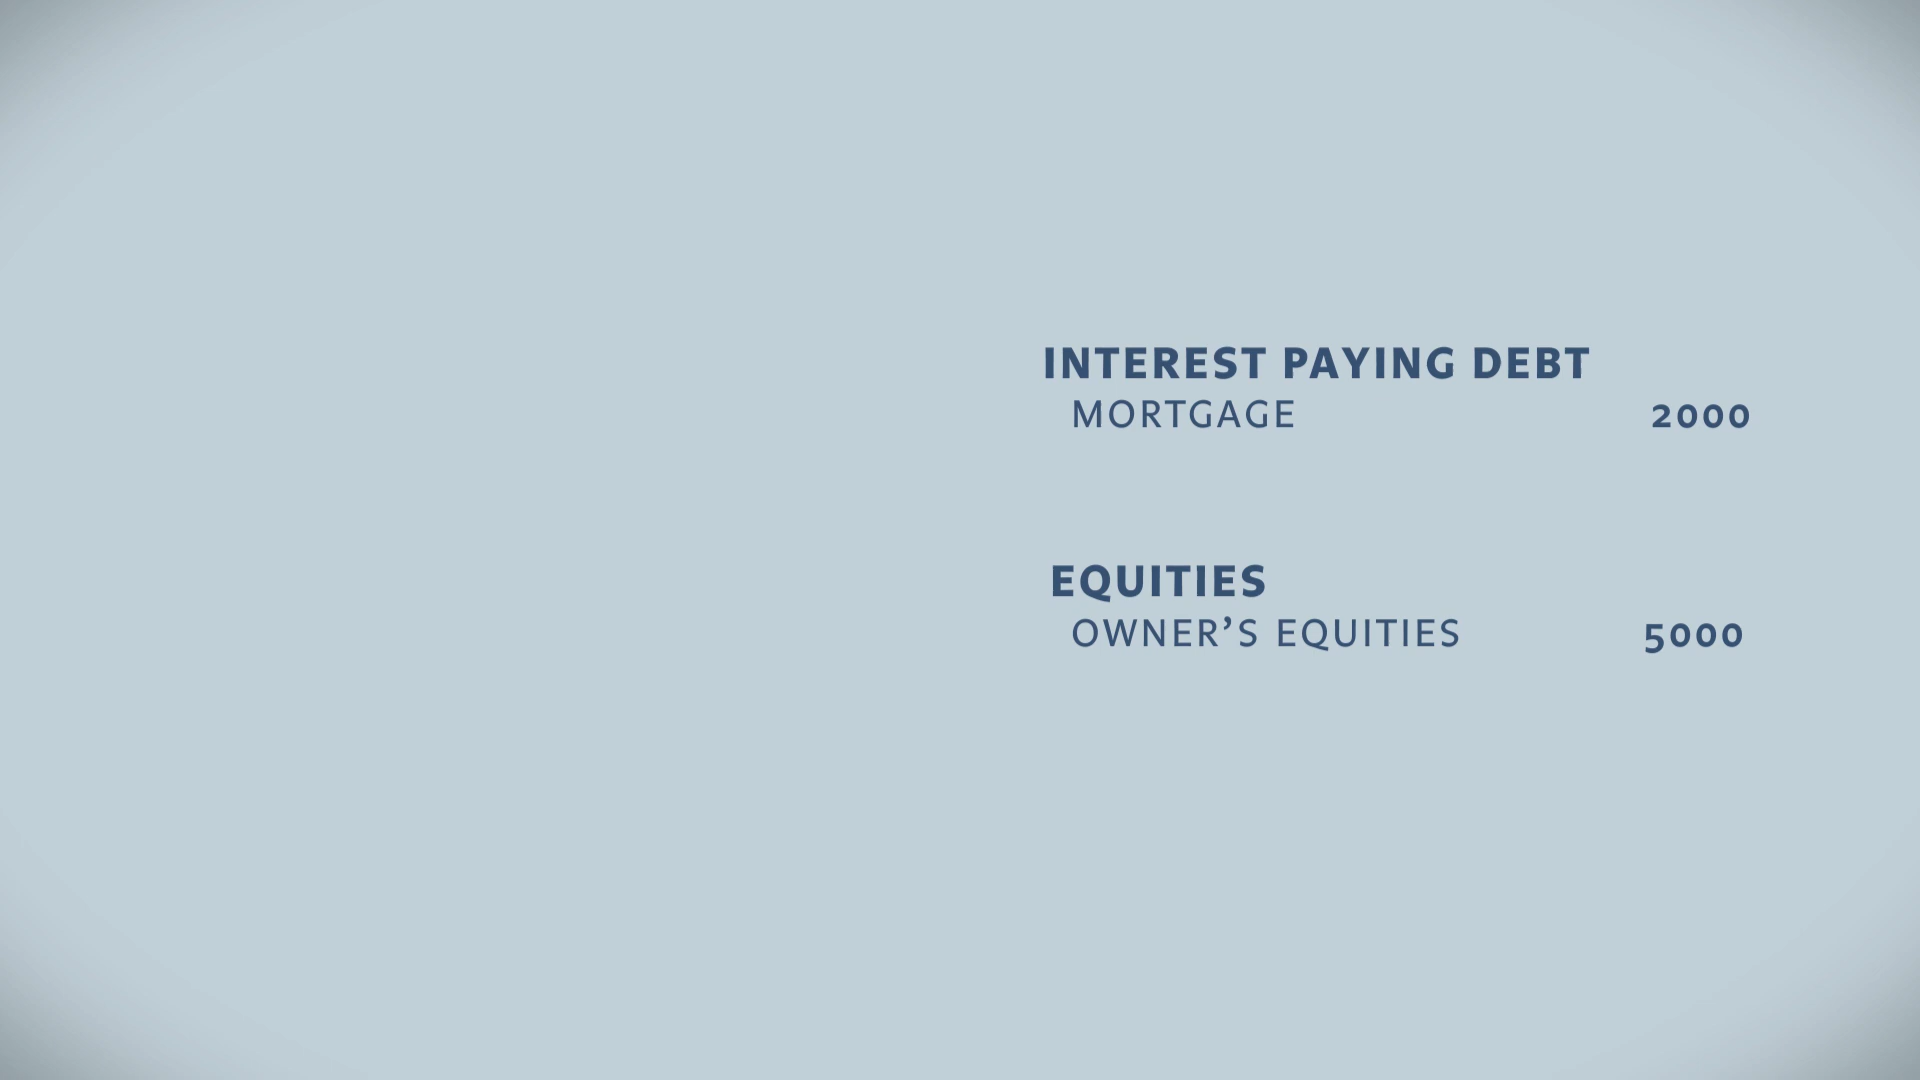 INTEREST PAYING DEBT
MORTGAGE 2000
EQUITIES
OWNER’S EQUITIES 5000